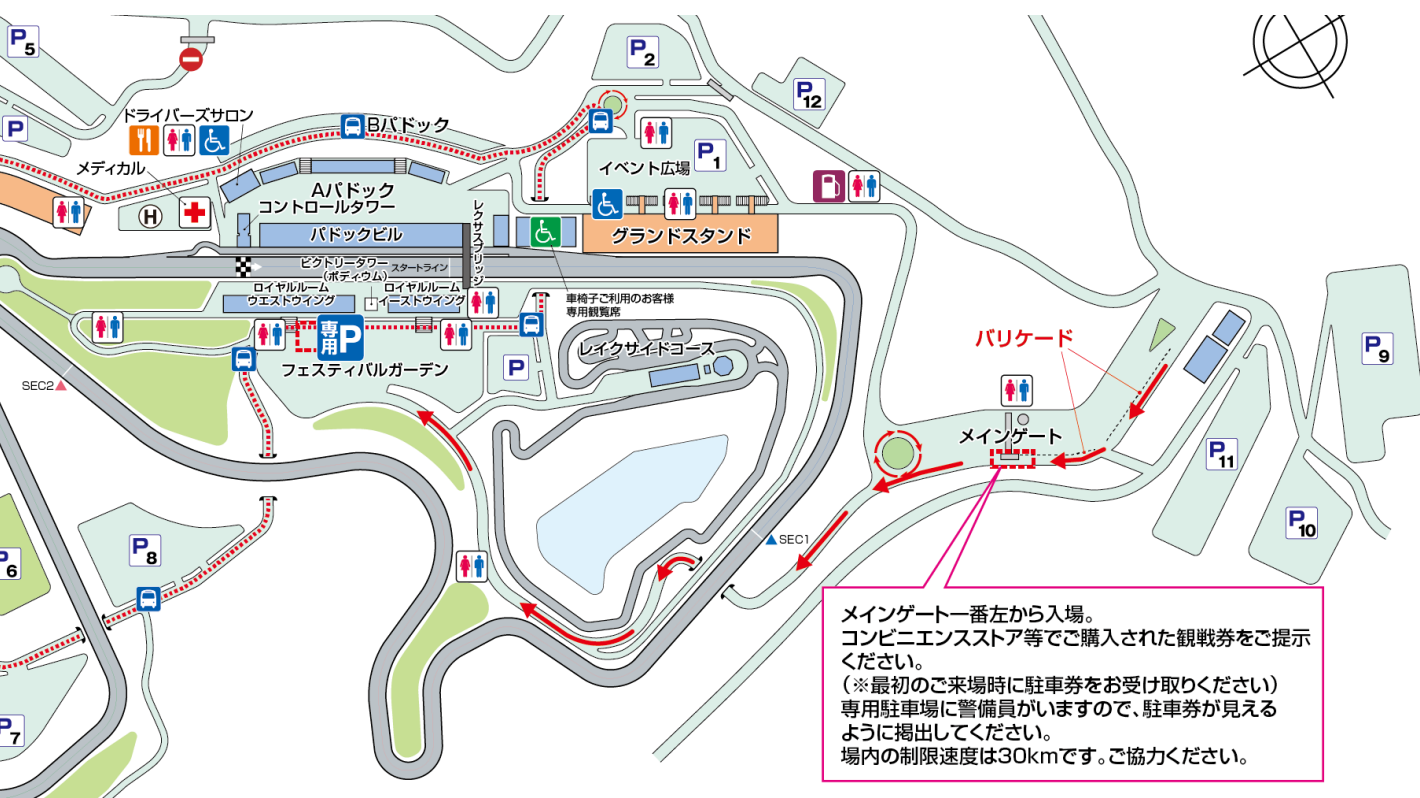 P5
P2
P12
ドライバーズサロン
P
Bパドック
P1
イベント広場
メディカル
Aパドック
コントロールタワー
H
レクサスブリッジ
パドックビル
グランドスタンド
ビクトリータワー
(ポディウム)
スタートライン
ロイヤルルーム
ウエストウイング
ロイヤルルーム
イーストウイング
車椅子ご利用のお客様
専用観覧席
専用P
バリケード
P9
レイクサイドコース
フェスティバルガーデン
P
SEC2
メインゲート
P11
P10
P8
SEC1
P6
P7
メインゲート一番左から入場。
コンビニエンスストア等でご購入された観戦券をご提示
ください。
(※最初のご来場時に駐車券をお受け取りください)
専用駐車場に警備員がいますので、駐車券が見える
ように掲出してください。
場内の制限速度は30kmです。ご協力ください。